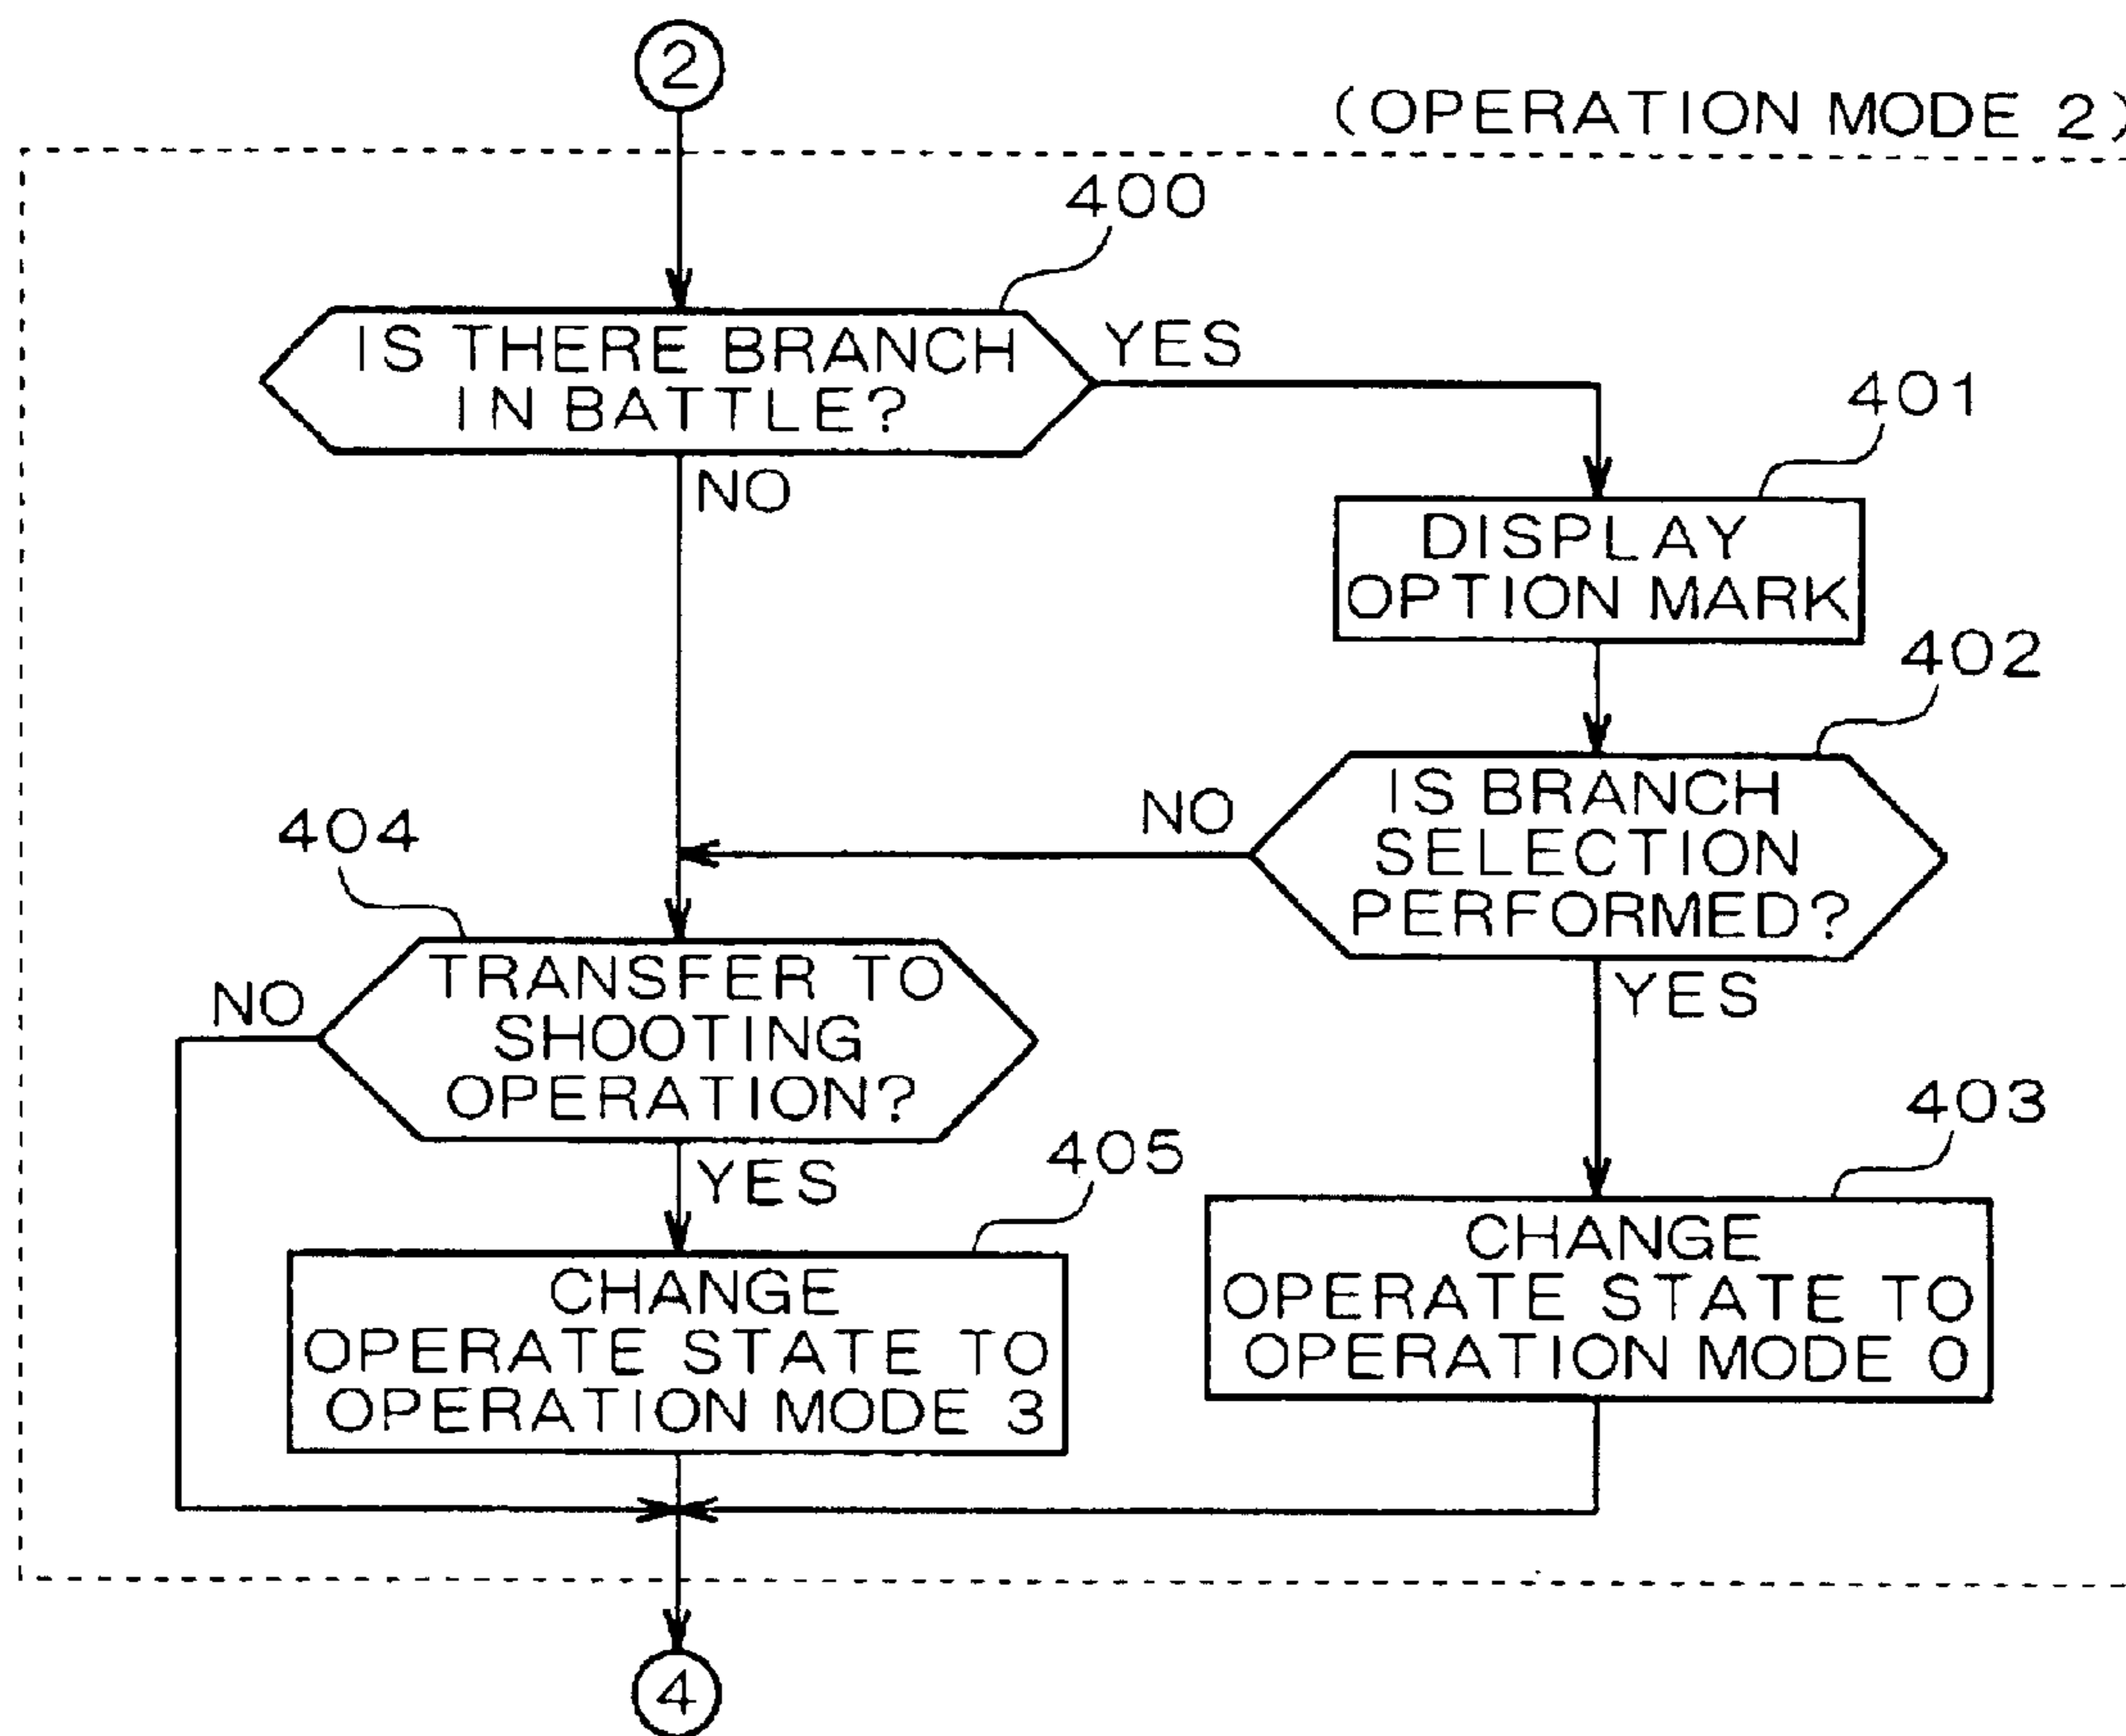 2
(OPERATION MODE 2)
400
IS THERE BRANCH
IN BATTLE?
YES
NO
401
DISPLAY
OPTION MARK
402
IS BRANCH
SELECTION
PERFORMED?
NO
YES
404
TRANSFER TO
SHOOTING
OPERATION?
NO
YES
403
CHANGE
OPERATE STATE TO
OPERATION MODE 0
405
CHANGE
OPERATE STATE TO
OPERATION MODE 3
4